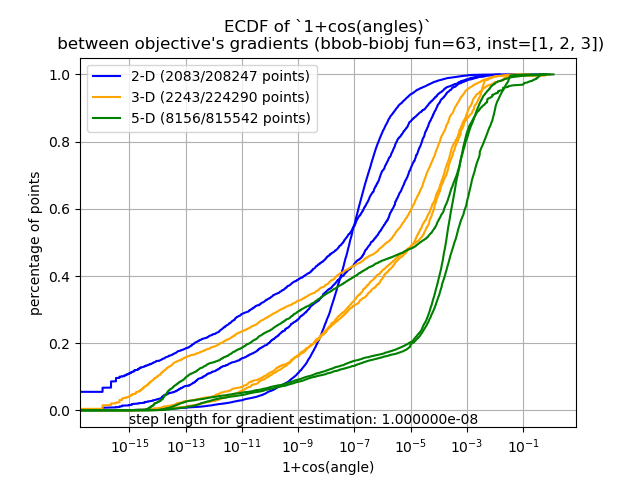 ECDF of `1+cos(angles)`
between objective's gradients (bbob-biobj fun=63, inst=[1, 2, 3])
1.0
0.8
0.6
0.4
0.2
0.0
percentage of points
2-D (2083/208247 points)
3-D (2243/224290 points)
5-D (8156/815542 points)
step length for gradient estimation: 1.000000e-08
10⁻¹⁵ 10⁻¹³ 10⁻¹¹ 10⁻⁹ 10⁻⁷ 10⁻⁵ 10⁻³ 10⁻¹
1+cos(angle)